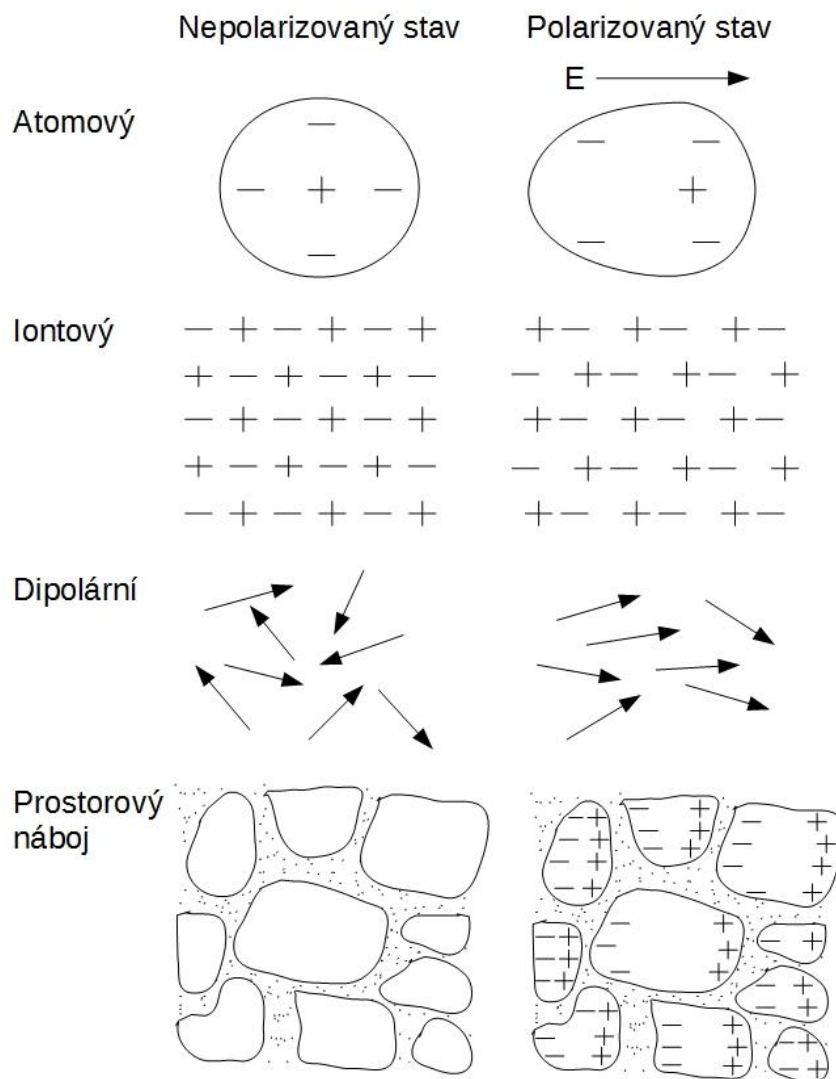 Nepolarizovaný stav
Polarizovaný stav
E
Atomový
Iontový
Dipolární
Prostorový
náboj